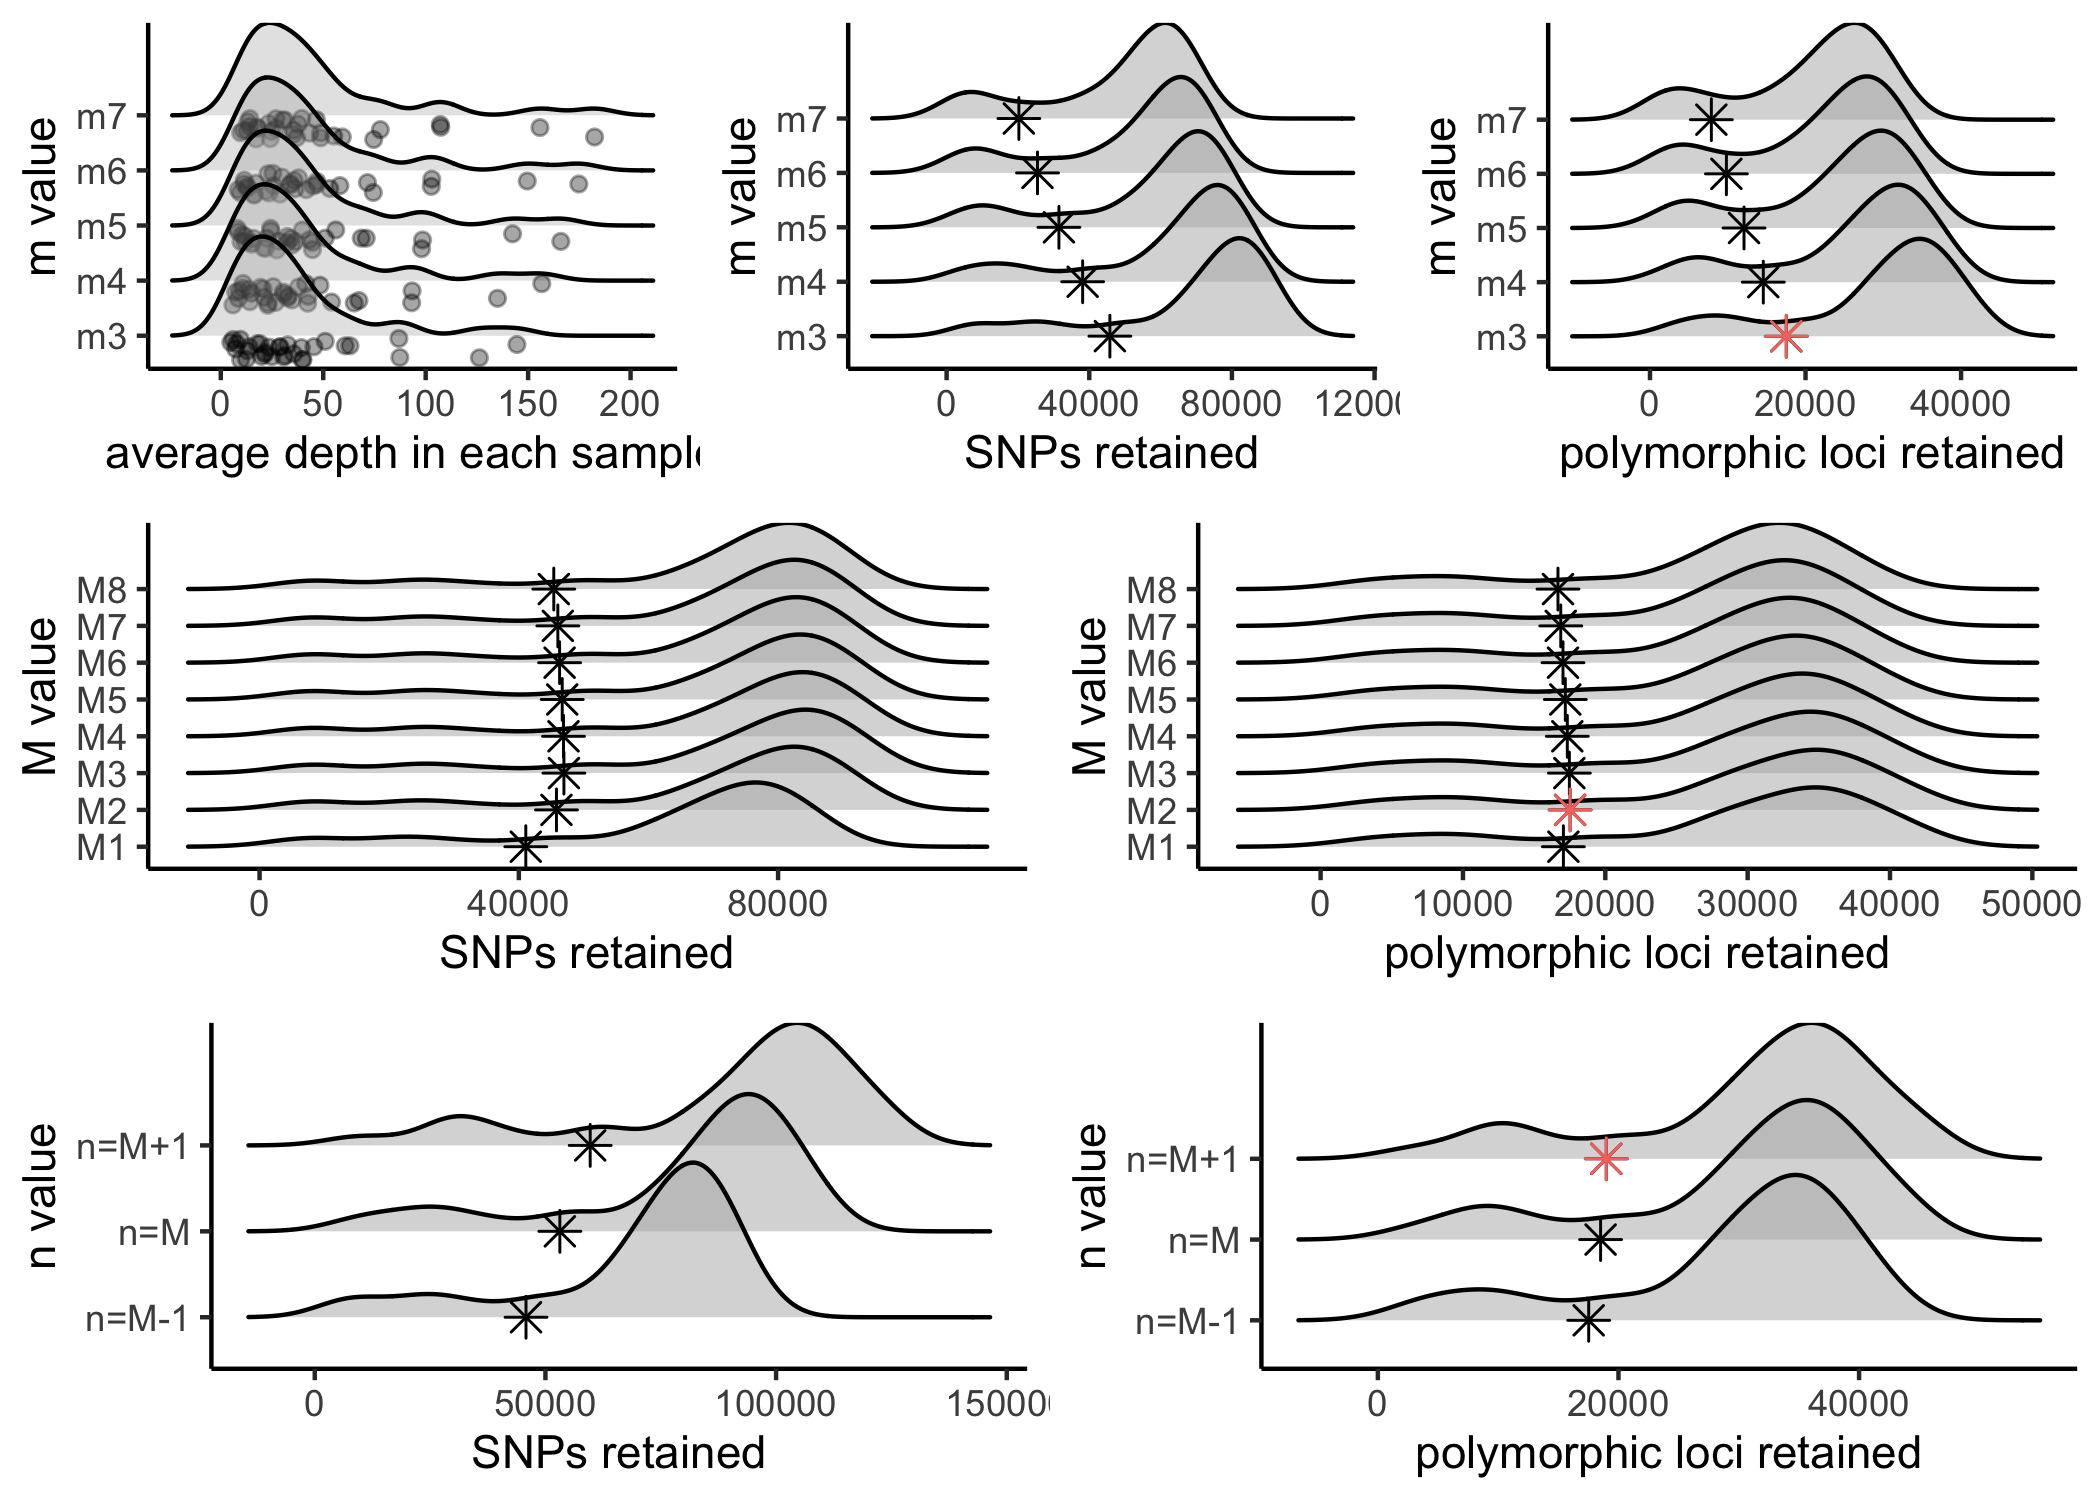 m value
m7
m6
m5
m4
m3
0 50 100 150 200
average depth in each sampl
m value
m7
m6
m5
m4
m3
0 40000 80000 12000
SNPs retained
m value
m7
m6
m5
m4
m3
0 20000 40000
polymorphic loci retained
M value
M8
M7
M6
M5
M4
M3
M2
M1
0 40000 80000
SNPs retained
M value
M8
M7
M6
M5
M4
M3
M2
M1
0 10000 20000 30000 40000 50000
polymorphic loci retained
n value
n=M+1
n=M
n=M-1
0 50000 100000 15000
SNPs retained
n value
n=M+1
n=M
n=M-1
0 20000 40000
polymorphic loci retained